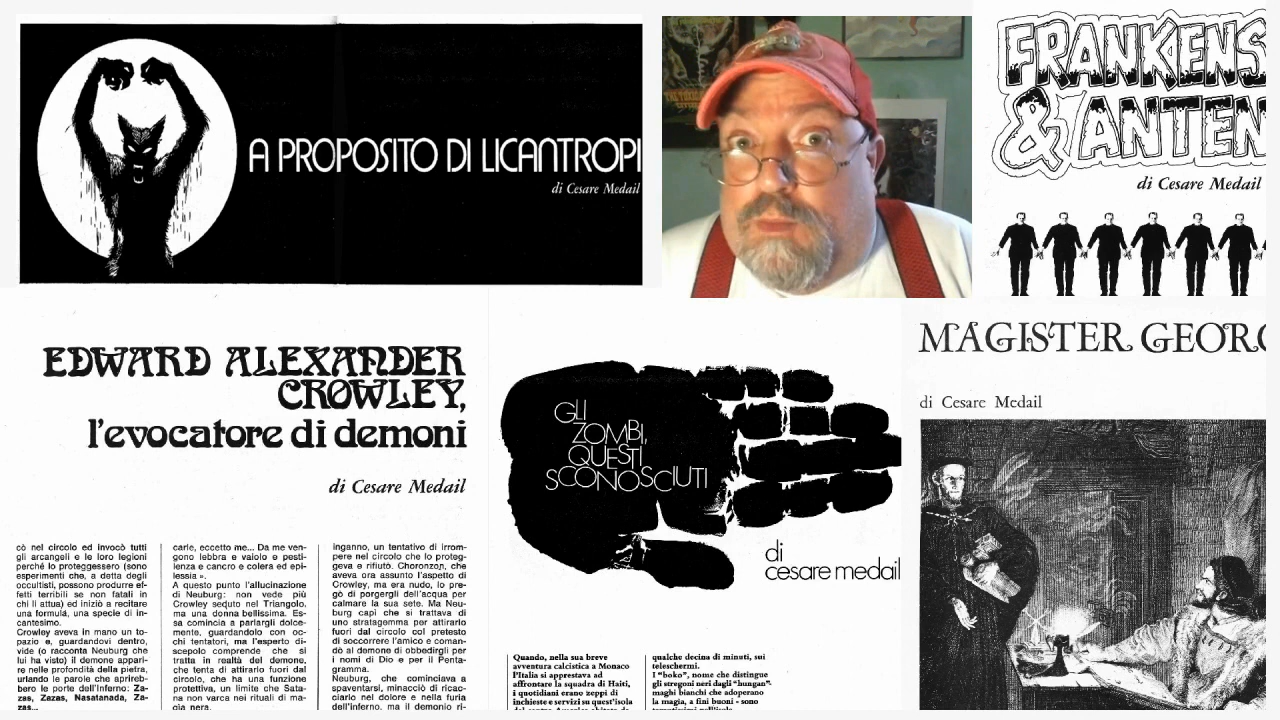 A PROPOSITO DI LICANTROPI
di Cesare Medail
FRANKENS
& ANTEN
di Cesare Medail
EDWARD ALEXANDER
CROWLEY,
l'evocatore di demoni
di Cesare Medail
cò nel circolo ed invocò tutti
gli arcangeli e le loro legioni
perché lo proteggessero (sono
esperimenti che, a detta degli
occultisti, possono produrre ef-
fetti terribili se non fatali in
chi li attua) ed iniziò a recitare
una formula, una specie di in-
cantesimo.
Crowley aveva in mano un to-
pazio e, guardandovi dentro,
vide (o racconta Neuburg che
lui ha visto) il demone appari-
re nelle profondità della pietra,
urlando le parole che aprireb-
bero le porte dell'Inferno: Za-
zas, Zazas, Nasatanada, Za-
zas...
carle, eccetto me... Da me ven-
gono lebbra e vaiolo e pesti-
lenza e cancro e colera ed epi-
lessia ».
A questo punto l'allucinazione
di Neuburg: non vede più
Crowley seduto nel Triangolo,
ma una donna bellissima. Es-
sa comincia a parlargli dolce-
mente, guardandolo con oc-
chi tentatori, ma l'esperto di-
scepolo comprende che si
tratta in realtà del demone,
che tenta di attirarlo fuori dal
circolo, che ha una funzione
protettiva, un limite che Sata-
na non varca nei rituali di ma-
gia nera.
inganno, un tentativo di irrom-
pere nel circolo che lo proteg-
geva e rifiutò. Choronzon, che
aveva ora assunto l'aspetto di
Crowley, ma era nudo, lo pre-
gò di porgergli dell'acqua per
calmare la sua sete. Ma Neu-
burg capì che si trattava di
uno stratagemma per attirarlo
fuori dal circolo col pretesto
di soccorrere l'amico e coman-
dò al demone di obbedirgli per
i nomi di Dio e per il Penta-
gramma.
Neuburg, che cominciava a
spaventarsi, minacciò di ricac-
ciarlo nel dolore e nella furia
dell'inferno, ma il demonio ri-
GLI
ZOMBI,
QUESTI
SCONOSCIUTI
di
cesare medail
Quando, nella sua breve
avventura calcistica a Monaco
l'Italia si apprestava ad
affrontare la squadra di Haiti,
i quotidiani erano zeppi di
inchieste e servizi su quest'isola
qualche decina di minuti, sui
teleschermi.
I "boko", nome che distingue
gli stregoni neri dagli "hungan"-
maghi bianchi che adoperano
la magia, a fini buoni - sono
MAGISTER GEORG
di Cesare Medail